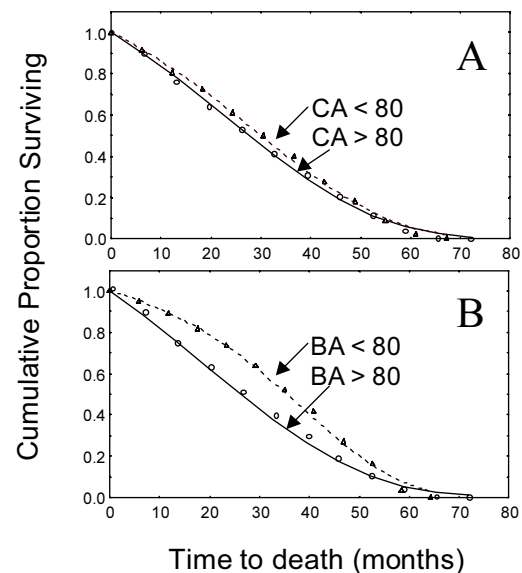 Cumulative Proportion Surviving
A
1.0
0.8
0.6
0.4
0.2
0.0
CA < 80
CA > 80
0 10 20 30 40 50 60 70 80
B
1.0
0.8
0.6
0.4
0.2
0.0
BA < 80
BA > 80
0 10 20 30 40 50 60 70 80
Time to death (months)